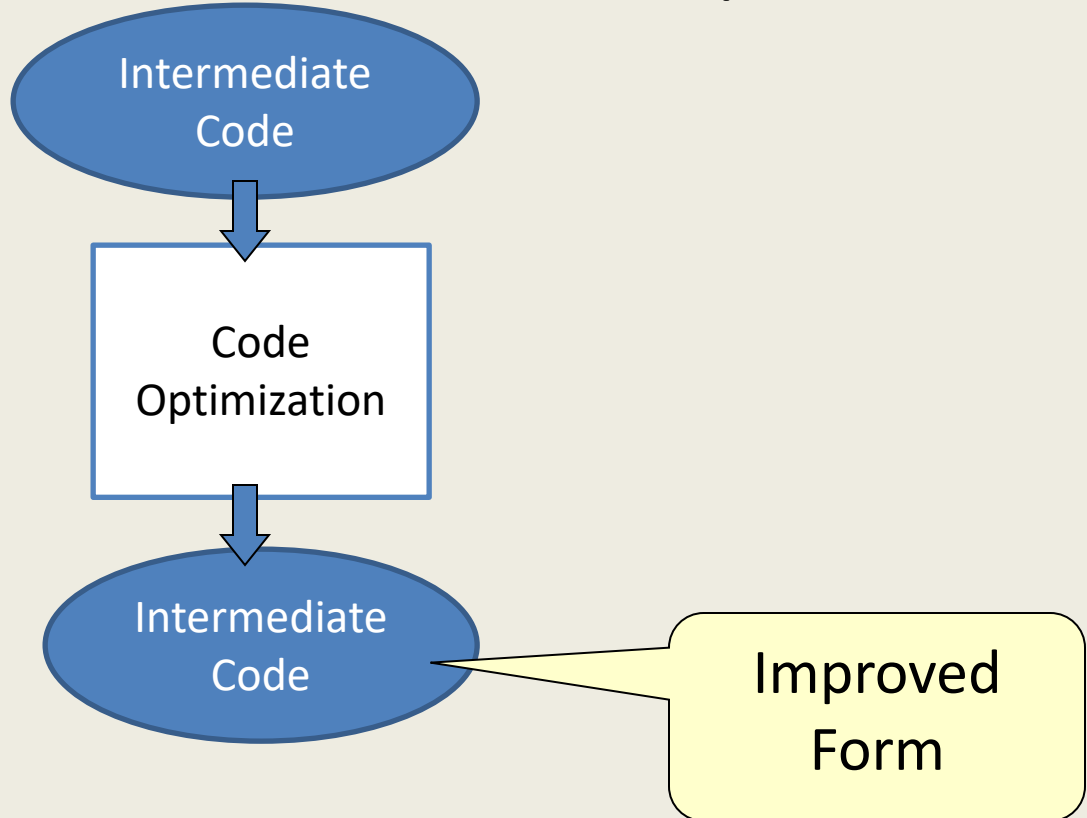 Intermediate
Code
Code
Optimization
Intermediate
Code
Improved
Form